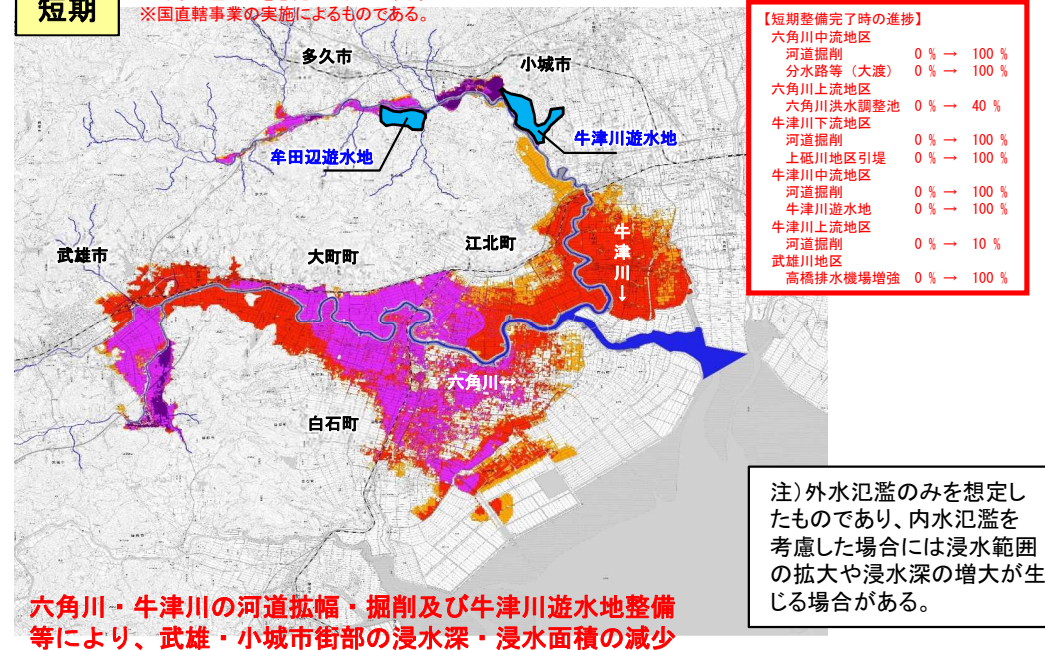 短期
※国直轄事業の実施によるものである。
【短期整備完了時の進捗】
六角川中流地区
河道掘削 0 % → 100 %
分水路等（大渡） 0 % → 100 %
六角川上流地区
六角川洪水調整池 0 % → 40 %
牛津川下流地区
河道掘削 0 % → 100 %
上砥川地区引堤 0 % → 100 %
牛津川中流地区
河道掘削 0 % → 100 %
牛津川遊水地 0 % → 100 %
牛津川上流地区
河道掘削 0 % → 10 %
武雄川地区
高橋排水機場増強 0 % → 100 %
多久市
小城市
牟田辺遊水地
牛津川遊水地
武雄市
大町町
江北町
牛津川→
六角川→
白石町
注）外水氾濫のみを想定し
たものであり、内水氾濫を
考慮した場合には浸水範囲
の拡大や浸水深の増大が生
じる場合がある。
六角川・牛津川の河道拡幅・掘削及び牛津川遊水地整備
等により、武雄・小城市街部の浸水深・浸水面積の減少